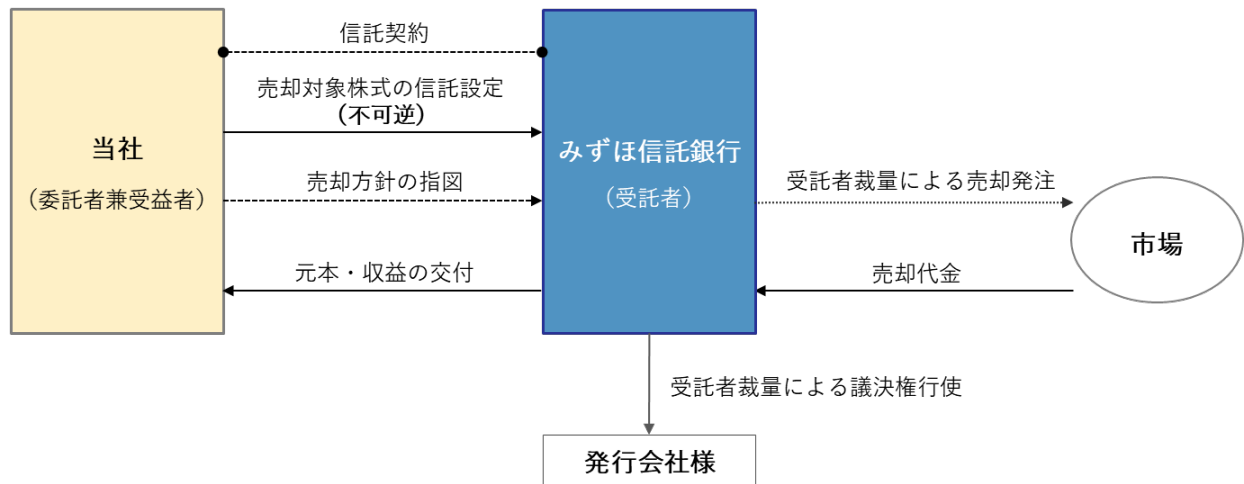 信託契約
売却対象株式の信託設定
（不可逆）
当社
（委託者兼受益者）
みずほ信託銀行
（受託者）
売却方針の指図
受託者裁量による売却発注
市場
元本・収益の交付
売却代金
受託者裁量による議決権行使
発行会社様